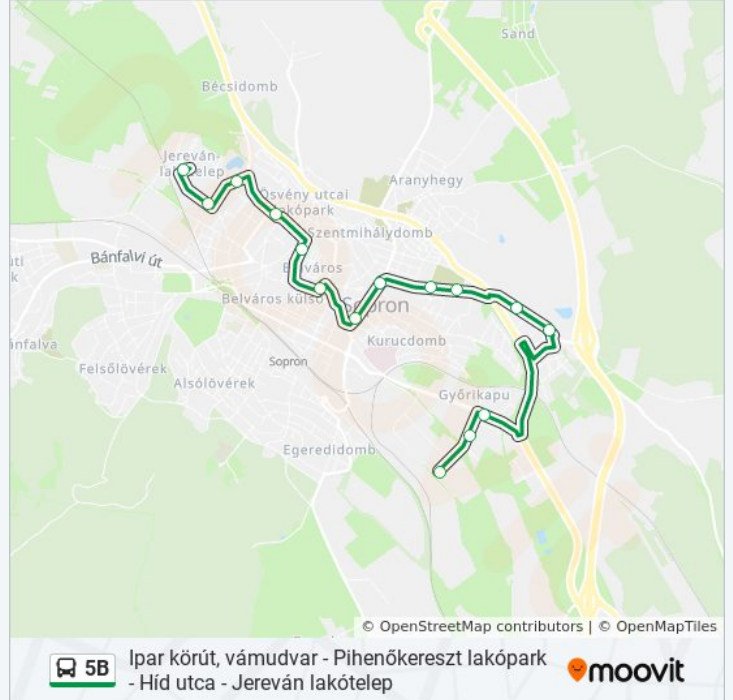 Sand
Bécsidomb
Jereván-
lakótelep
Aranyhegy
Ösvény utcai
lakópark
Szentmihálydomb
Bánfalvi út
Belváros
Belváros külső
Sopron
ánfalva
Kurucdomb
Sopron
Felsőlövérek
Alsólövérek
Győrikapu
Egeredidomb
© OpenStreetMap contributors | © OpenMapTiles
5B
Ipar körút, vámudvar - Pihenőkereszt lakópark
- Híd utca - Jereván lakótelep
moovit